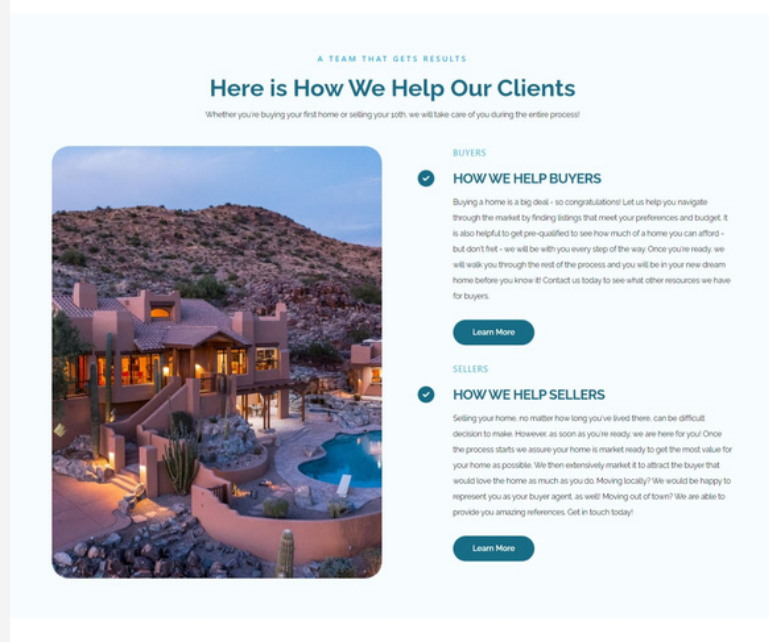 A TEAM THAT GETS RESULTS
Here is How We Help Our Clients
Whether you're buying your first home or selling your 10th, we will take care of you during the entire process!
BUYERS
HOW WE HELP BUYERS
Buying a home is a big deal - so congratulations! Let us help you navigate
through the market by finding listings that meet your preferences and budget. It
is also helpful to get pre-qualified to see how much of a home you can afford -
but don't fret - we will be with you every step of the way. Once you're ready, we
will walk you through the rest of the process and you will be in your new dream
home before you know it! Contact us today to see what other resources we have
for buyers.
Learn More
SELLERS
HOW WE HELP SELLERS
Selling your home, no matter how long you've lived there, can be difficult
decision to make. However, as soon as you're ready, we are here for you! Once
the process starts we assure your home is market ready to get the most value for
your home as possible. We then extensively market it to attract the buyer that
would love the home as much as you do. Moving locally? We would be happy to
represent you as your buyer agent, as well! Moving out of town? We are able to
provide you amazing references. Get in touch today!
Learn More